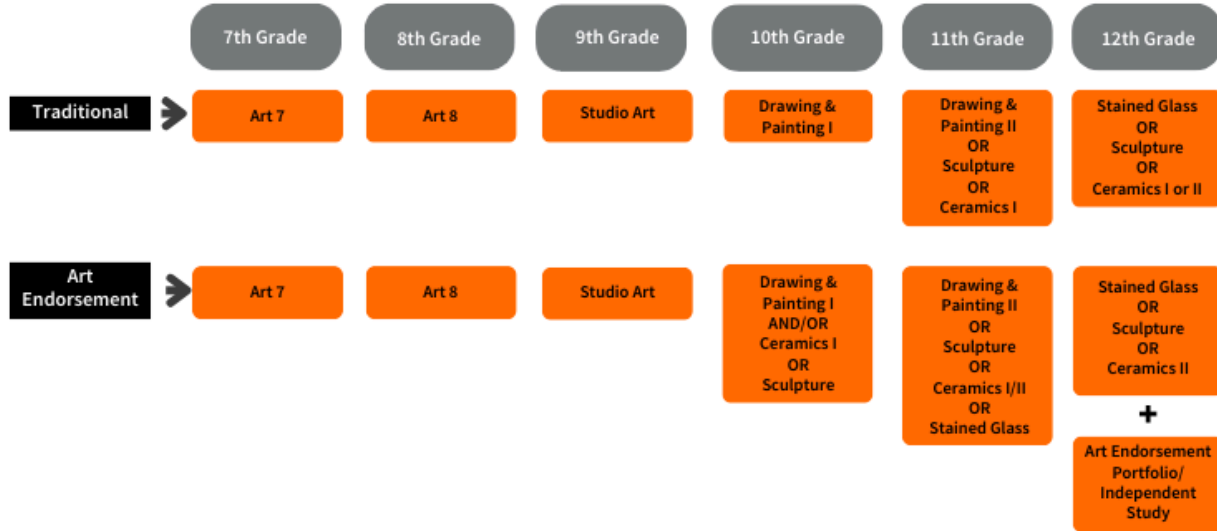 7th Grade
8th Grade
9th Grade
10th Grade
11th Grade
12th Grade
Traditional
Art 7
Art 8
Studio Art
Drawing &
Painting I
Drawing &
Painting II
OR
Sculpture
OR
Ceramics I
Stained Glass
OR
Sculpture
OR
Ceramics I or II
Art
Endorsement
Art 7
Art 8
Studio Art
Drawing &
Painting I
AND/OR
Ceramics I
OR
Sculpture
Drawing &
Painting II
OR
Sculpture
OR
Ceramics I/II
OR
Stained Glass
Stained Glass
OR
Sculpture
OR
Ceramics II
+
Art Endorsement
Portfolio/
Independent
Study